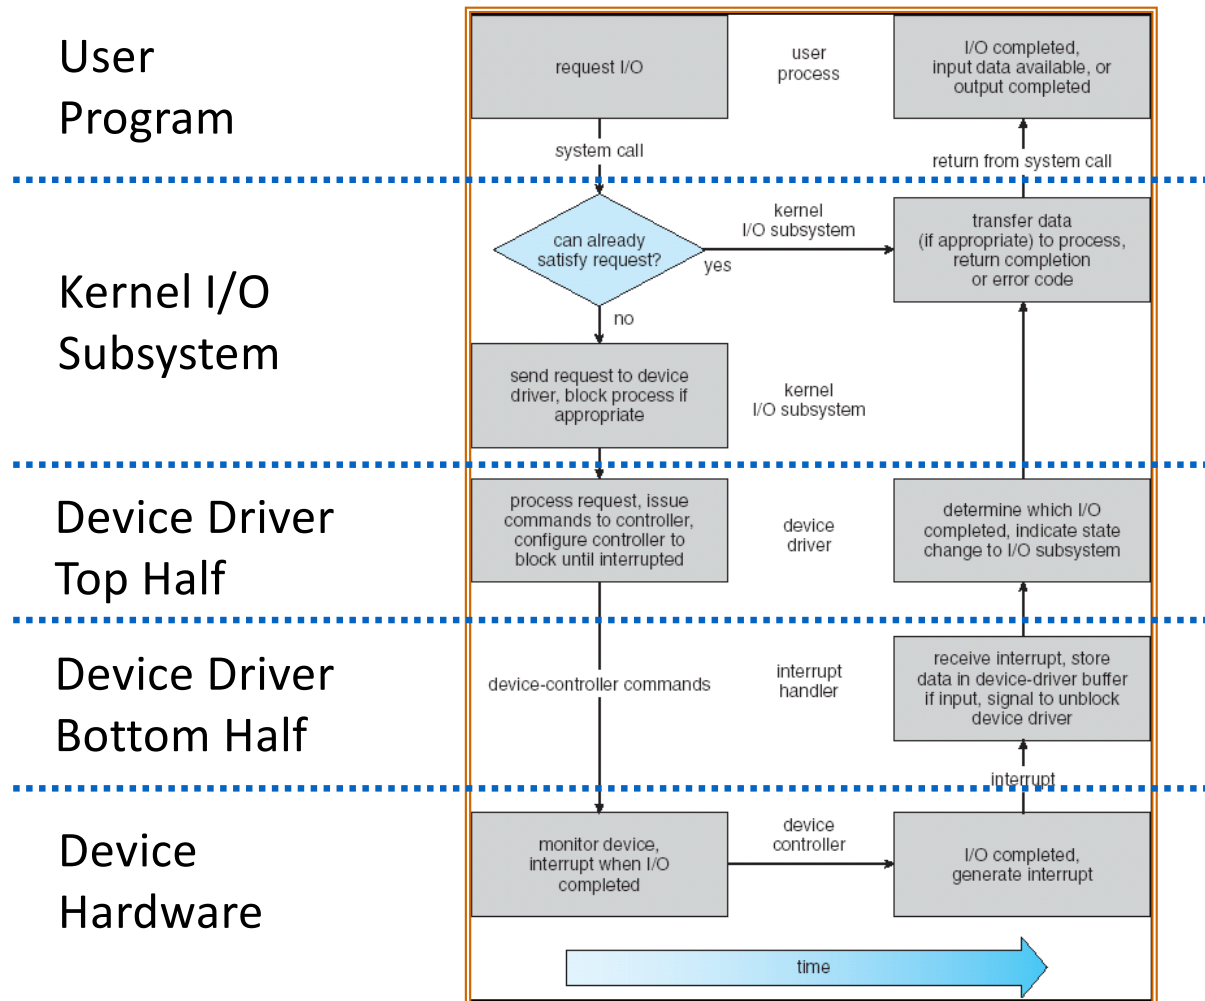 User
Program
request I/O
user
process
I/O completed,
input data available, or
output completed
system call
return from system call
Kernel I/O
Subsystem
can already
satisfy request?
kernel
I/O subsystem
yes
transfer data
(if appropriate) to process,
return completion
or error code
no
send request to device
driver, block process if
appropriate
kernel
I/O subsystem
Device Driver
Top Half
process request, issue
commands to controller,
configure controller to
block until interrupted
device
driver
determine which I/O
completed, indicate state
change to I/O subsystem
Device Driver
Bottom Half
device-controller commands
interrupt
handler
receive interrupt, store
data in device-driver buffer
if input, signal to unblock
device driver
interrupt
Device
Hardware
monitor device,
interrupt when I/O
completed
device
controller
I/O completed,
generate interrupt
time